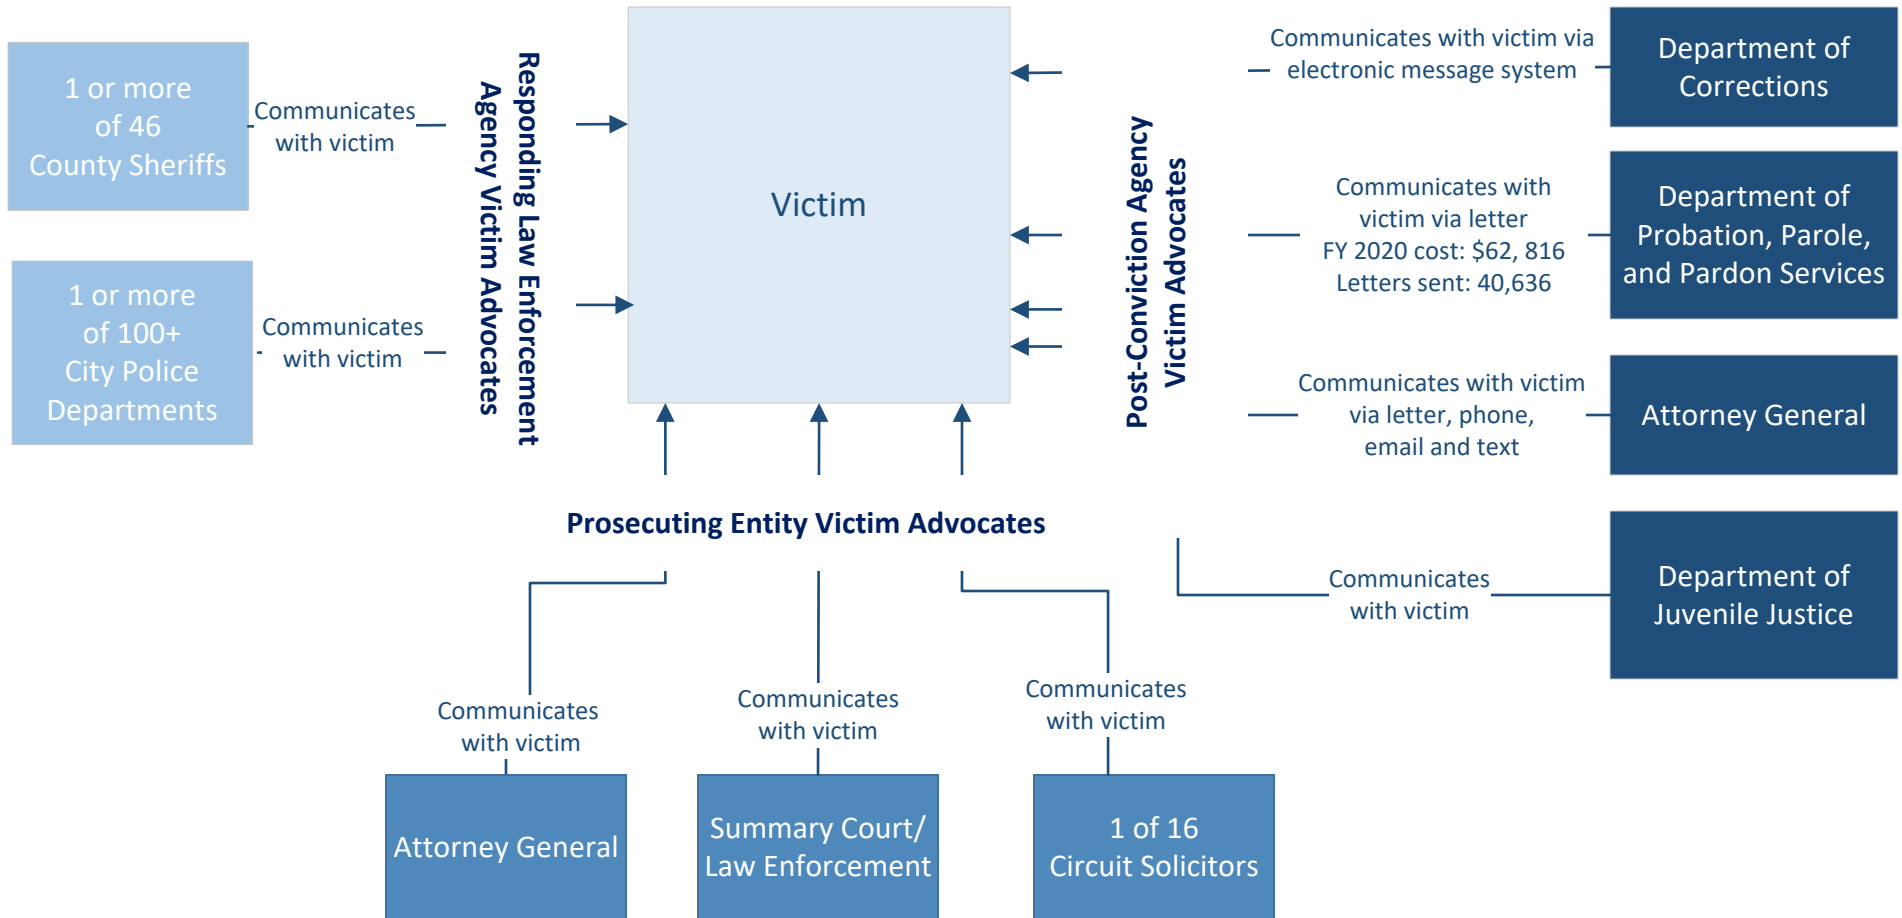 1 or more
of 46
County Sheriffs
Communicates
with victim
1 or more
of 100+
City Police
Departments
Communicates
with victim
Responding Law Enforcement
Agency Victim Advocates
Victim
Post-Conviction Agency
Victim Advocates
Communicates with victim via
electronic message system
Department of
Corrections
Communicates with
victim via letter
FY 2020 cost: $62, 816
Letters sent: 40,636
Department of
Probation, Parole,
and Pardon Services
Communicates with victim
via letter, phone,
email and text
Attorney General
Communicates
with victim
Department of
Juvenile Justice
Prosecuting Entity Victim Advocates
Communicates
with victim
Attorney General
Communicates
with victim
Summary Court/
Law Enforcement
Communicates
with victim
1 of 16
Circuit Solicitors